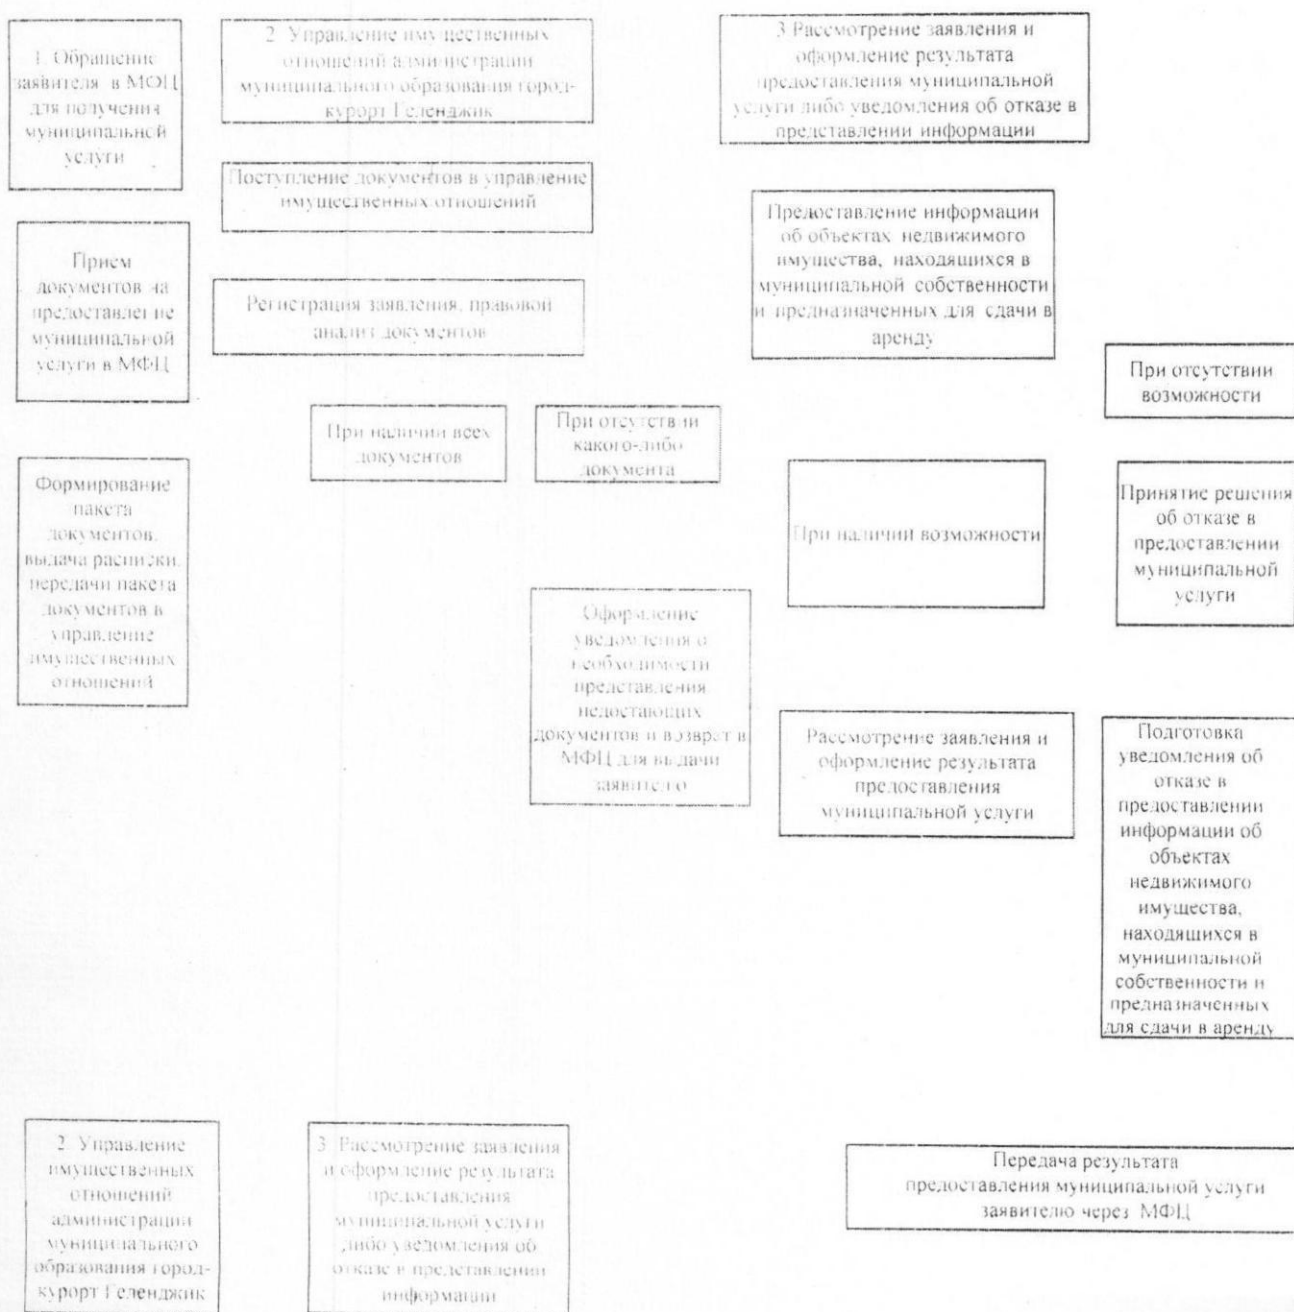 1. Обращение
заявителя в МФЦ
для получения
муниципальной
услуги
Прием
документов на
предоставление
муниципальной
услуги в МФЦ
Формирование
пакета
документов,
выдача расписки,
передачи пакета
документов в
управление
имущественных
отношений
2. Управление имущественных
отношений администрации
муниципального образования город-
курорт Геленджик
Поступление документов в управление
имущественных отношений
Регистрация заявления, правовой
анализ документов
При наличии всех
документов
При отсутствии
какого-либо
документа
Оформление
уведомления о
необходимости
представления
недостающих
документов и возврат в
МФЦ для выдачи
заявителю
3 Рассмотрение заявления и
оформление результата
предоставления муниципальной
услуги либо уведомления об отказе в
представлении информации
Предоставление информации
об объектах недвижимого
имущества, находящихся в
муниципальной собственности
и предназначенных для сдачи в
аренду
При наличии возможности
Рассмотрение заявления и
оформление результата
предоставления
муниципальной услуги
При отсутствии
возможности
Принятие решения
об отказе в
предоставлении
муниципальной
услуги
Подготовка
уведомления об
отказе в
предоставлении
информации об
объектах
недвижимого
имущества,
находящихся в
муниципальной
собственности и
предназначенных
для сдачи в аренду
2. Управление
имущественных
отношений
администрации
муниципального
образования город-
курорт Геленджик
3. Рассмотрение заявления
и оформление результата
предоставления
муниципальной услуги
либо уведомления об
отказе в представлении
информации
Передача результата
предоставления муниципальной услуги
заявителю через МФЦ